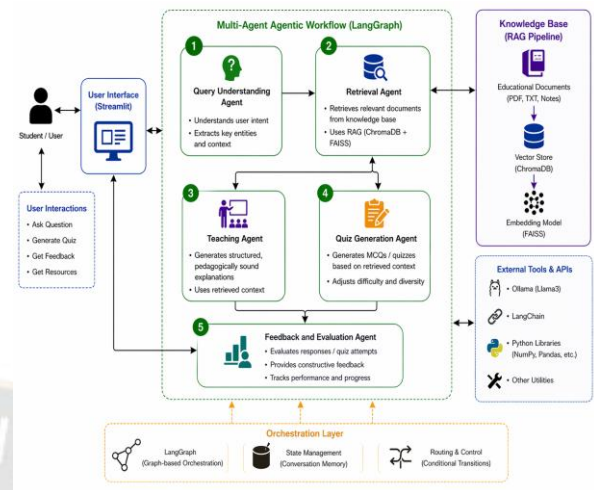 Multi-Agent Agentic Workflow (LangGraph)
1
Query Understanding
Agent
• Understands user intent
• Extracts key entities
and context
2
Retrieval Agent
• Retrieves relevant documents
from knowledge base
• Uses RAG (ChromaDB +
FAISS)
Knowledge Base
(RAG Pipeline)
Educational Documents
(PDF, TXT, Notes)
Vector Store
(ChromaDB)
Embedding Model
(FAISS)
User Interface
(Streamlit)
Student / User
User Interactions
• Ask Question
• Generate Quiz
• Get Feedback
• Get Resources
3
Teaching Agent
• Generates structured,
pedagogically sound
explanations
• Uses retrieved context
4
Quiz Generation Agent
• Generates MCQs / quizzes
based on retrieved context
• Adjusts difficulty and diversity
5
Feedback and Evaluation Agent
• Evaluates responses / quiz attempts
• Provides constructive feedback
• Tracks performance and progress
External Tools & APIs
• Ollama (Llama3)
• LangChain
• Python Libraries
(NumPy, Pandas, etc.)
• Other Utilities
Orchestration Layer
LangGraph
(Graph-based Orchestration)
State Management
(Conversation Memory)
Routing & Control
(Conditional Transitions)